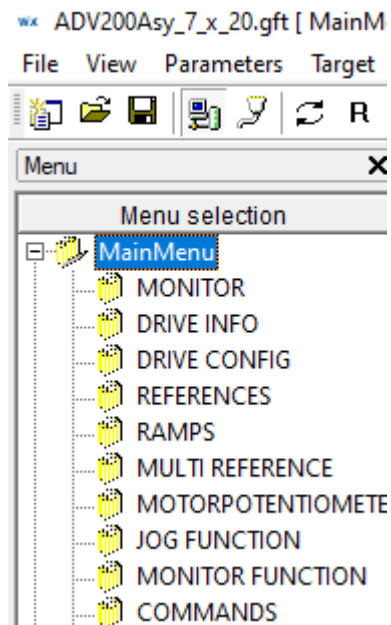 ADV200Asy_7_x_20.gft [ MainM
File View Parameters Target
R
Menu
Menu selection
MainMenu
MONITOR
DRIVE INFO
DRIVE CONFIG
REFERENCES
RAMPS
MULTI REFERENCE
MOTORPOTENTIOMETE
JOG FUNCTION
MONITOR FUNCTION
COMMANDS